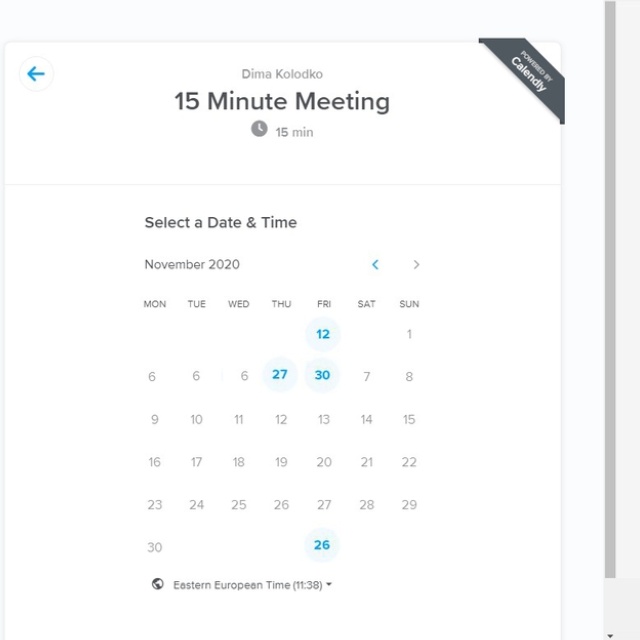 POWERED BY
Calendly
Dima Kolodko
15 Minute Meeting
15 min
Select a Date & Time
November 2020
MON TUE WED THU FRI SAT SUN
12 1
6 6 6 27 30 7 8
9 10 11 12 13 14 15
16 17 18 19 20 21 22
23 24 25 26 27 28 29
30 26
Eastern European Time (11:38)